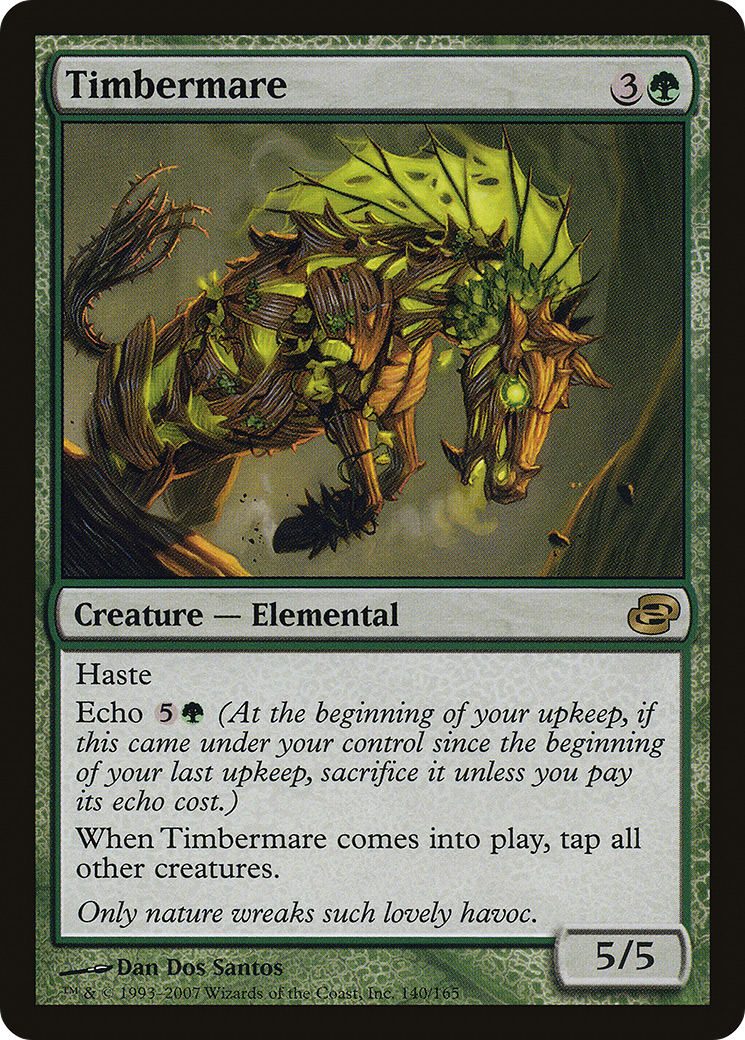 Timbermare 3
Creature — Elemental
Haste
Echo 5 (At the beginning of your upkeep, if
this came under your control since the beginning
of your last upkeep, sacrifice it unless you pay
its echo cost.)
When Timbermare comes into play, tap all
other creatures.
Only nature wreaks such lovely havoc.
5/5
Dan Dos Santos
™ & © 1993–2007 Wizards of the Coast, Inc. 140/165